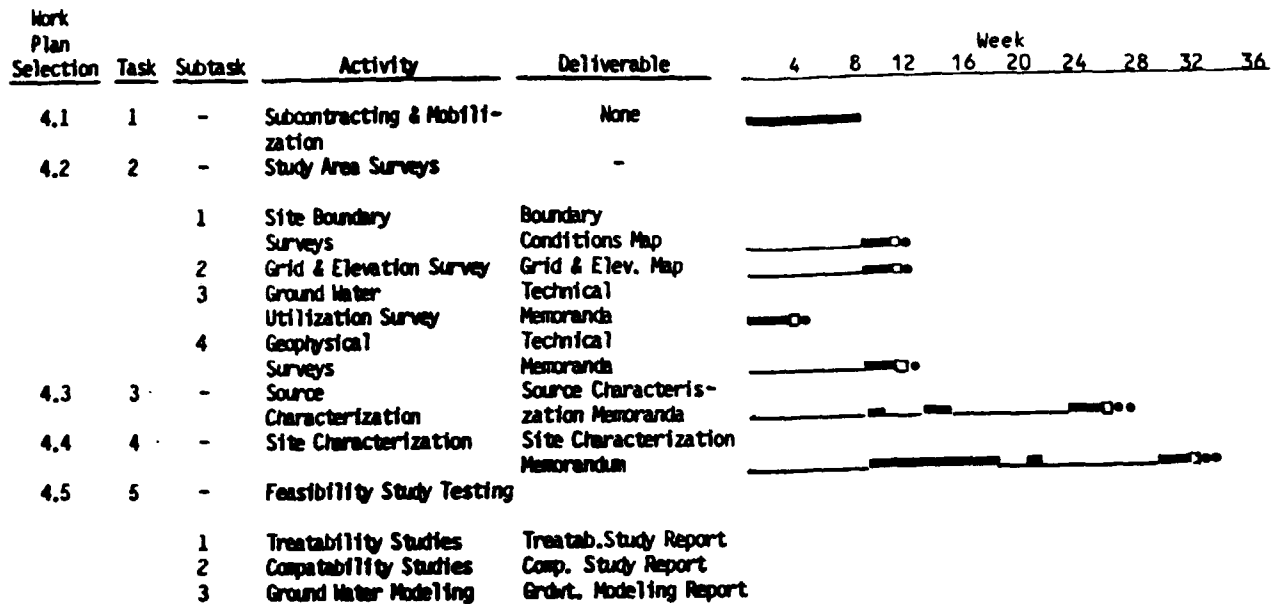 Work
Plan
Selection Task Subtask Activity Deliverable Week
4 8 12 16 20 24 28 32 36
4.1 1 - Subcontracting & Mobili- None
zation
4.2 2 - Study Area Surveys -
1 Site Boundary Boundary
Surveys Conditions Map
2 Grid & Elevation Survey Grid & Elev. Map
3 Ground Water Technical
Utilization Survey Memoranda
4 Geophysical Technical
Surveys Memoranda
4.3 3 - Source Source Characteris-
Characterization zation Memoranda
4.4 4 - Site Characterization Site Characterization
Memorandum
4.5 5 - Feasibility Study Testing
1 Treatability Studies Treatab.Study Report
2 Compatability Studies Comp. Study Report
3 Ground Water Modeling Grdwt. Modeling Report